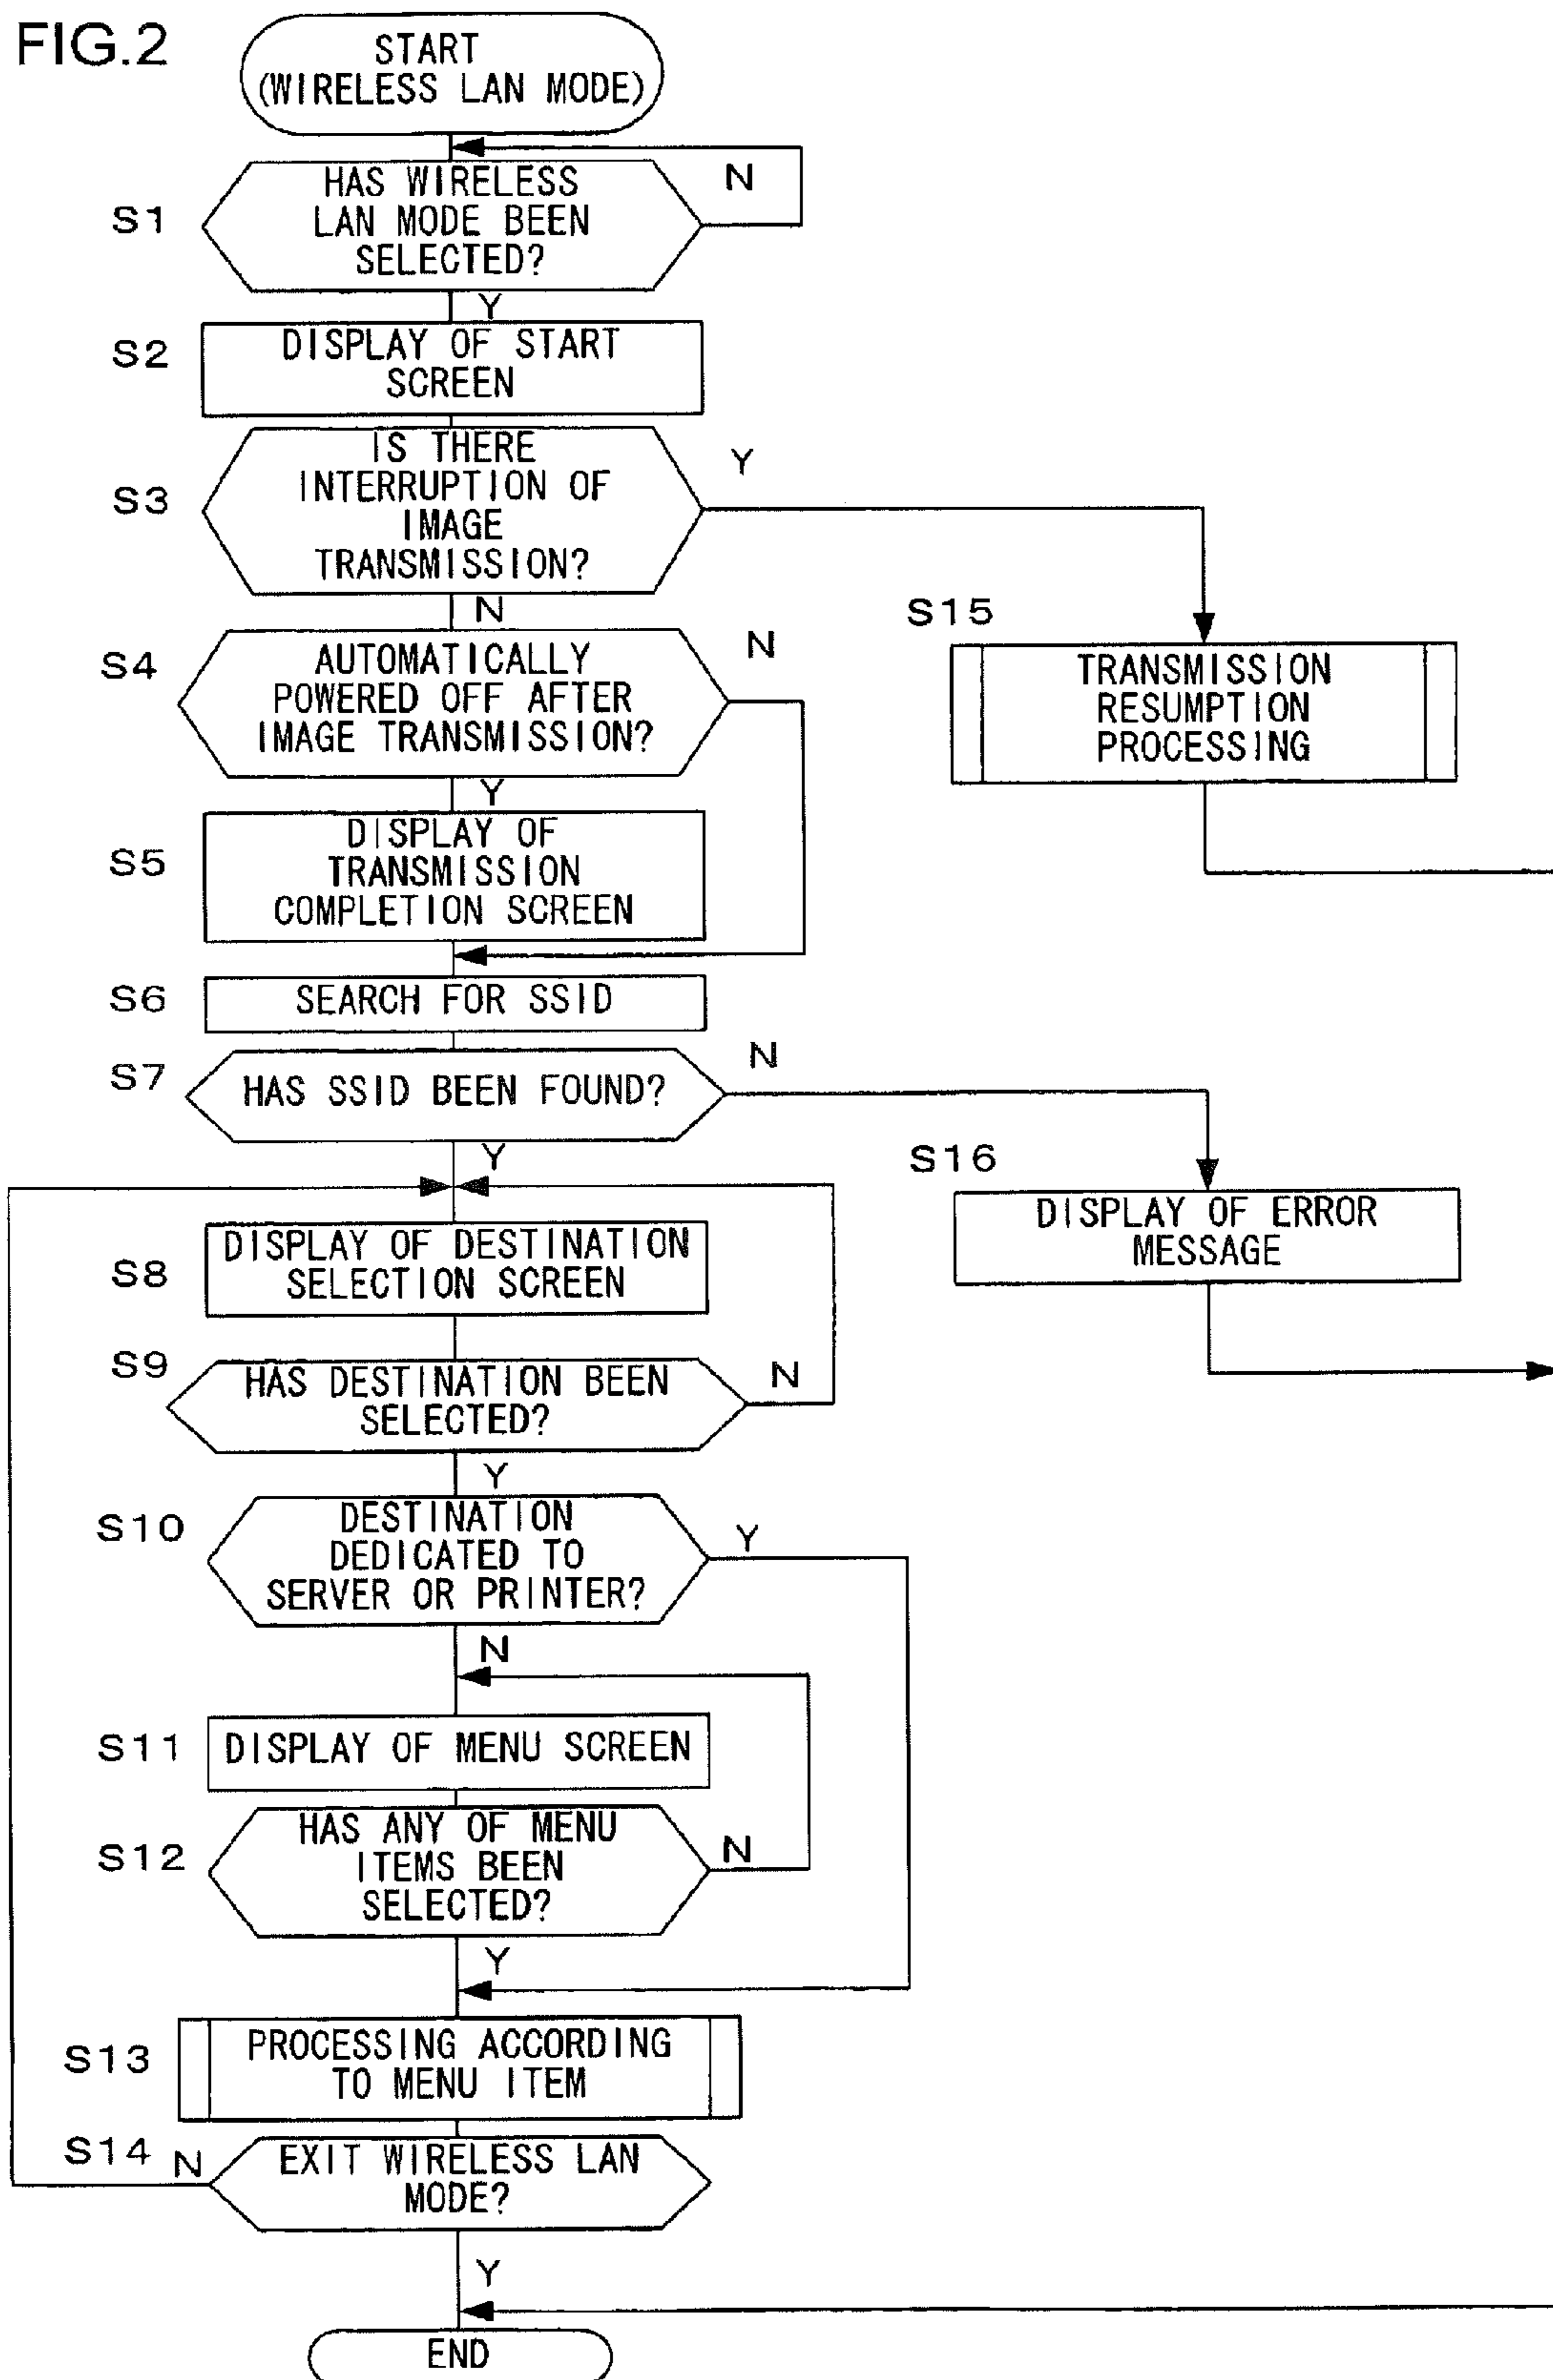 FIG.2
START
(WIRELESS LAN MODE)
S1
HAS WIRELESS
LAN MODE BEEN
SELECTED?
N
Y
S2
DISPLAY OF START
SCREEN
S3
IS THERE
INTERRUPTION OF
IMAGE
TRANSMISSION?
Y
N
S4
AUTOMATICALLY
POWERED OFF AFTER
IMAGE TRANSMISSION?
N
Y
S15
TRANSMISSION
RESUMPTION
PROCESSING
S5
DISPLAY OF
TRANSMISSION
COMPLETION SCREEN
S6
SEARCH FOR SSID
S7
HAS SSID BEEN FOUND?
N
Y
S16
DISPLAY OF ERROR
MESSAGE
S8
DISPLAY OF DESTINATION
SELECTION SCREEN
S9
HAS DESTINATION BEEN
SELECTED?
N
Y
S10
DESTINATION
DEDICATED TO
SERVER OR PRINTER?
Y
N
S11
DISPLAY OF MENU SCREEN
S12
HAS ANY OF MENU
ITEMS BEEN
SELECTED?
N
Y
S13
PROCESSING ACCORDING
TO MENU ITEM
S14
N
EXIT WIRELESS LAN
MODE?
Y
END